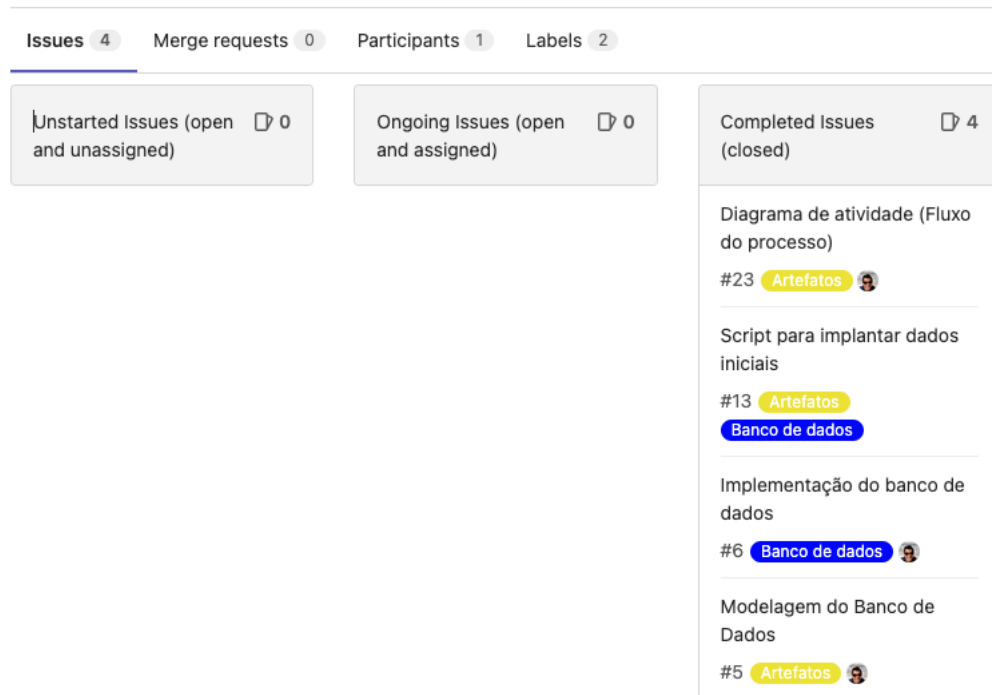 Issues 4 Merge requests 0 Participants 1 Labels 2
Unstarted Issues (open 0
and unassigned)
Ongoing Issues (open 0
and assigned)
Completed Issues 4
(closed)
Diagrama de atividade (Fluxo
do processo)
#23 Artefatos
Script para implantar dados
iniciais
#13 Artefatos
Banco de dados
Implementação do banco de
dados
#6 Banco de dados
Modelagem do Banco de
Dados
#5 Artefatos